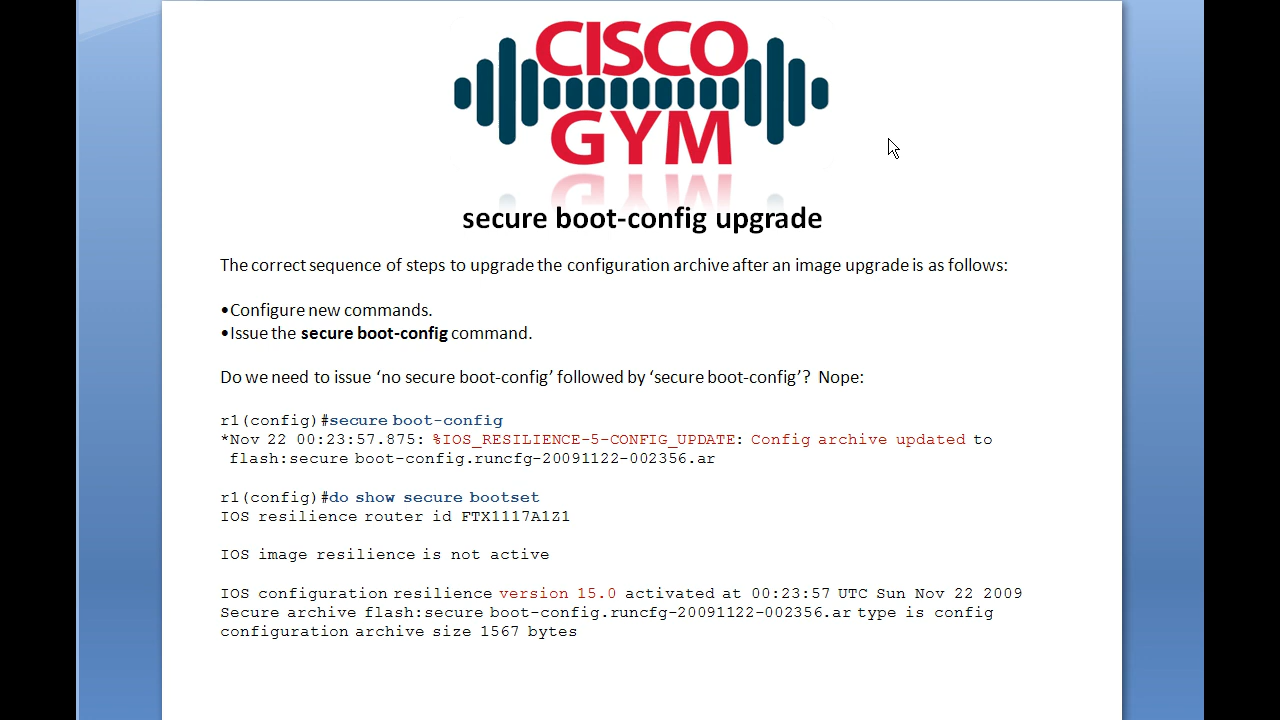 CISCO
GYM
secure boot-config upgrade
The correct sequence of steps to upgrade the configuration archive after an image upgrade is as follows:
•Configure new commands.
•Issue the secure boot-config command.
Do we need to issue ‘no secure boot-config’ followed by ‘secure boot-config’? Nope:
r1(config)#secure boot-config
*Nov 22 00:23:57.875: %IOS_RESILIENCE-5-CONFIG_UPDATE: Config archive updated to
flash:secure boot-config.runcfg-20091122-002356.ar
r1(config)#do show secure bootset
IOS resilience router id FTX1117A1Z1
IOS image resilience is not active
IOS configuration resilience version 15.0 activated at 00:23:57 UTC Sun Nov 22 2009
Secure archive flash:secure boot-config.runcfg-20091122-002356.ar type is config
configuration archive size 1567 bytes